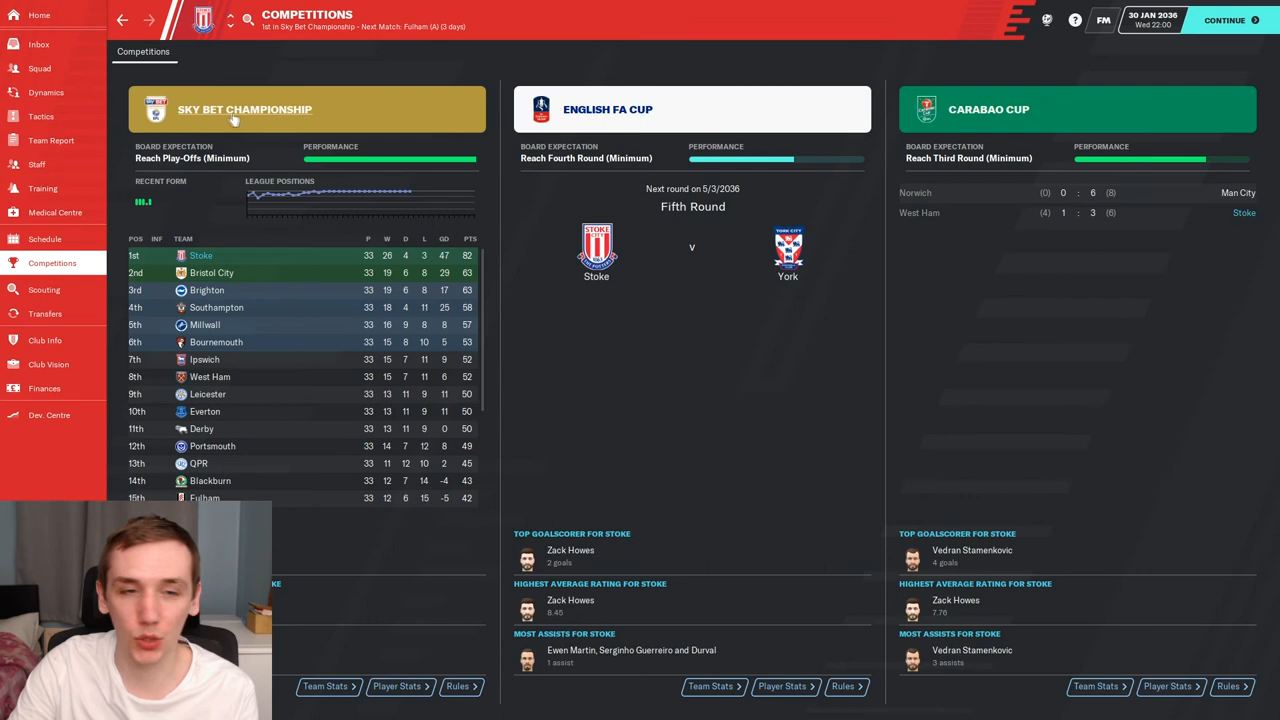 Home
Inbox
Squad
Dynamics
Tactics
Team Report
Staff
Training
Medical Centre
Schedule
Competitions
Scouting
Transfers
Club Info
Club Vision
Finances
Dev. Centre
COMPETITIONS
1st in Sky Bet Championship - Next Match: Fulham (A) (3 days)
FM
30 JAN 2036
Wed 22:00
CONTINUE
Competitions
SKY BET CHAMPIONSHIP
BOARD EXPECTATION PERFORMANCE
Reach Play-Offs (Minimum)
RECENT FORM LEAGUE POSITIONS
POS INF TEAM P W D L GD PTS
1st Stoke 33 26 4 3 47 82
2nd Bristol City 33 19 6 8 29 63
3rd Brighton 33 19 6 8 17 63
4th Southampton 33 18 4 11 25 58
5th Millwall 33 16 9 8 8 57
6th Bournemouth 33 15 8 10 5 53
7th Ipswich 33 15 7 11 9 52
8th West Ham 33 15 7 11 6 52
9th Leicester 33 13 11 9 11 50
10th Everton 33 13 11 9 11 50
11th Derby 33 13 11 9 0 50
12th Portsmouth 33 14 7 12 8 49
13th QPR 33 11 12 10 2 45
14th Blackburn 33 12 7 14 -4 43
15th Fulham 33 12 6 15 -5 42
KE
Team Stats Player Stats Rules
ENGLISH FA CUP
BOARD EXPECTATION PERFORMANCE
Reach Fourth Round (Minimum)
Next round on 5/3/2036
Fifth Round
STOKE CITY
YORK CITY
v
Stoke York
TOP GOALSCORER FOR STOKE
Zack Howes
2 goals
HIGHEST AVERAGE RATING FOR STOKE
Zack Howes
8.45
MOST ASSISTS FOR STOKE
Ewen Martin, Serginho Guerreiro and Durval
1 assist
Team Stats Player Stats Rules
CARABAO CUP
BOARD EXPECTATION PERFORMANCE
Reach Third Round (Minimum)
Norwich (0) 0 : 6 (8) Man City
West Ham (4) 1 : 3 (6) Stoke
TOP GOALSCORER FOR STOKE
Vedran Stamenkovic
4 goals
HIGHEST AVERAGE RATING FOR STOKE
Zack Howes
7.76
MOST ASSISTS FOR STOKE
Vedran Stamenkovic
3 assists
Team Stats Player Stats Rules